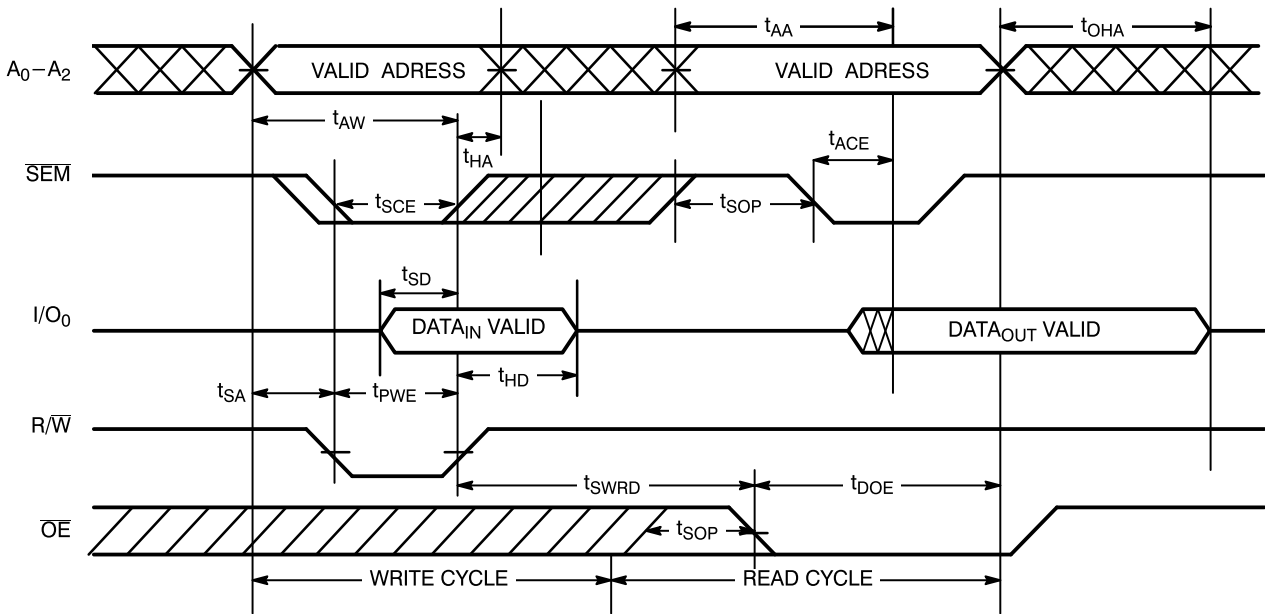 tAA
tOHA
A0–A2
VALID ADRESS
VALID ADRESS
tAW
tHA
tACE
SEM
tSCE
tSOP
tSD
I/O0
DATAIN VALID
DATAOUT VALID
tSA
tPWE
tHD
R/W
tSWRD
tDOE
OE
tSOP
WRITE CYCLE
READ CYCLE